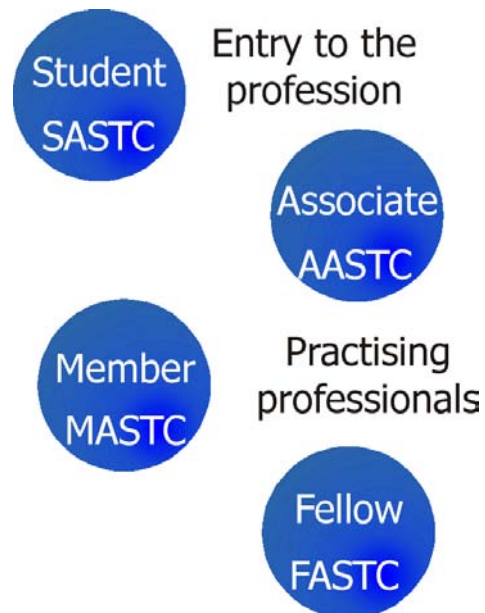 Student
SASTC
Entry to the
profession
Associate
AASTC
Member
MASTC
Practising
professionals
Fellow
FASTC